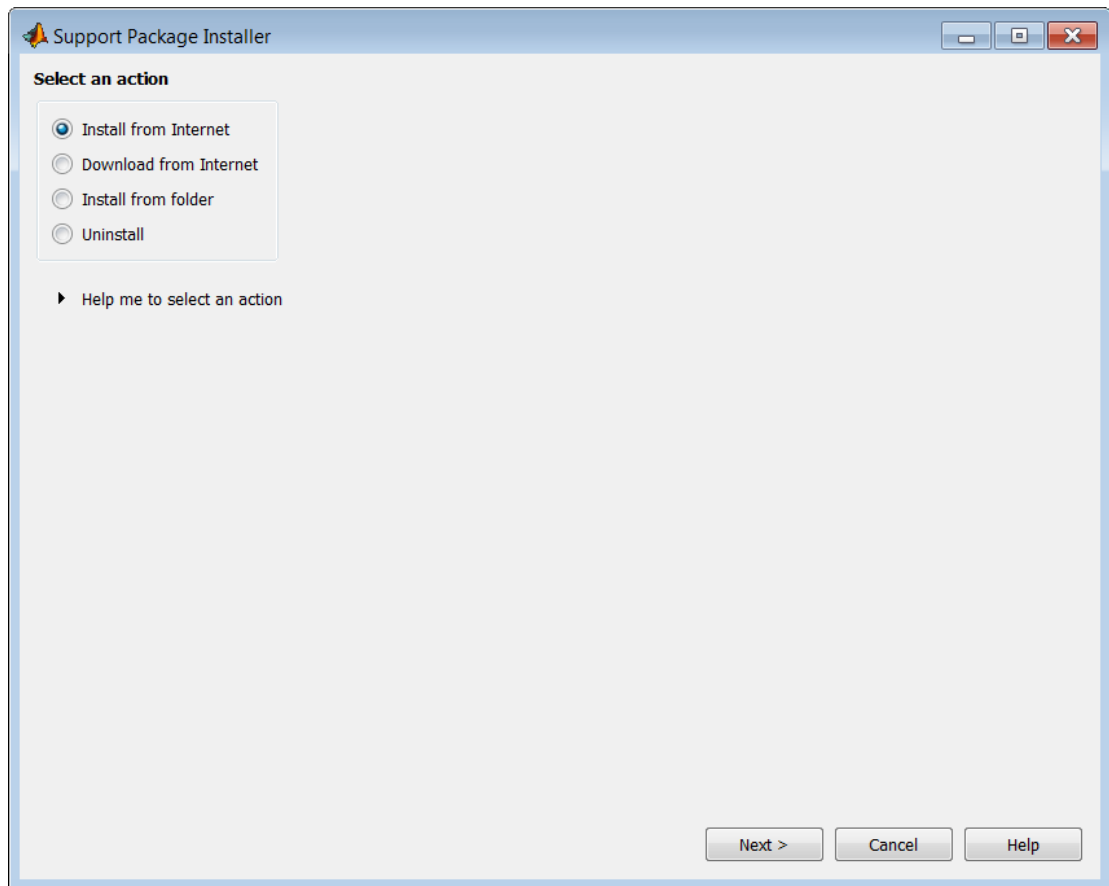 Support Package Installer
Select an action
Install from Internet
Download from Internet
Install from folder
Uninstall
Help me to select an action
Next >
Cancel
Help